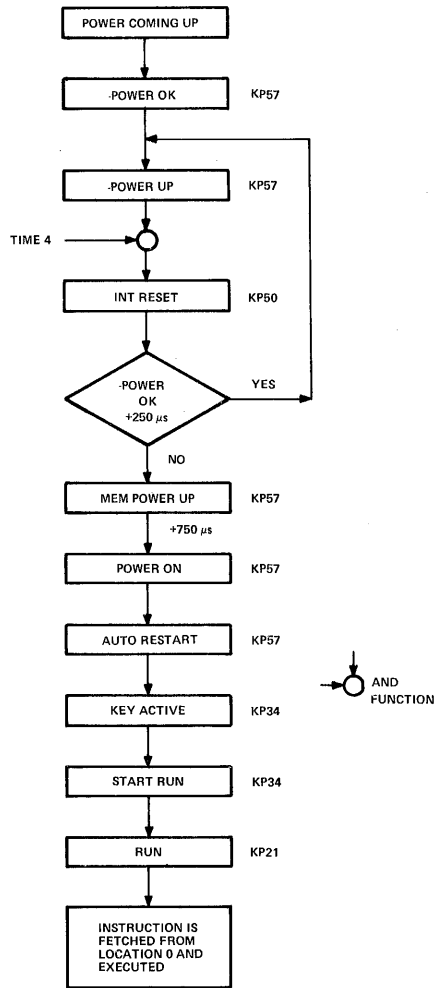 POWER COMING UP
-POWER OK KP57
-POWER UP KP57
TIME 4
INT RESET KP50
-POWER
OK
+250 µs
YES
NO
MEM POWER UP KP57
+750 µs
POWER ON KP57
AUTO RESTART KP57
AND
FUNCTION
KEY ACTIVE KP34
START RUN KP34
RUN KP21
INSTRUCTION IS
FETCHED FROM
LOCATION 0 AND
EXECUTED